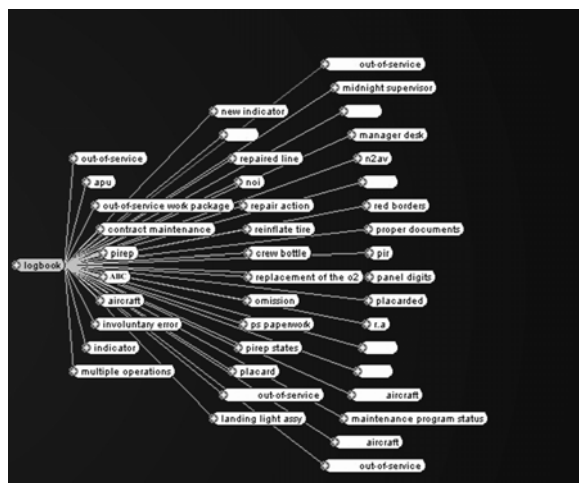 out-of-service
midnight supervisor
new indicator
manager desk
out-of-service
repaired line
n2av
apu
noi
out-of-service work package
repair action
red borders
contract maintenance
reinflate tire
proper documents
pirep
crew bottle
pir
logbook
ABC
replacement of the o2
panel digits
aircraft
omission
placarded
involuntary error
ps paperwork
r.a
indicator
pirep states
multiple operations
placard
out-of-service
aircraft
landing light assy
maintenance program status
aircraft
out-of-service